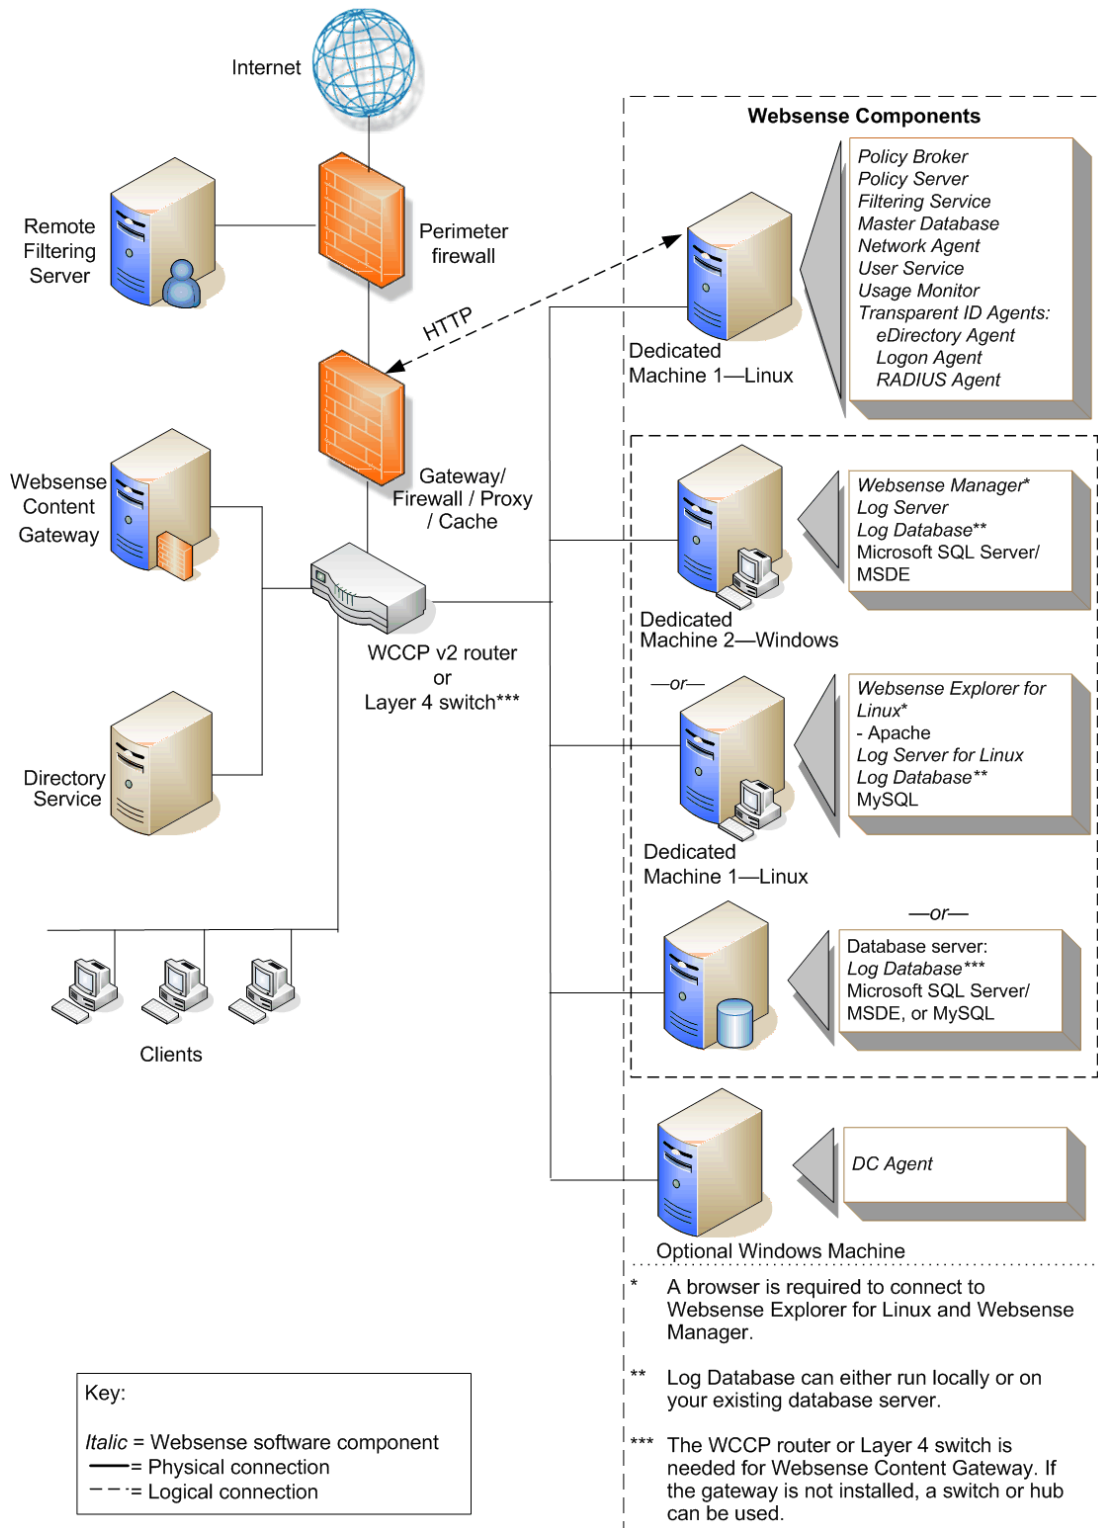 Internet
Remote
Filtering
Server
Perimeter
firewall
HTTP
Websense
Content
Gateway
Gateway/
Firewall / Proxy
/ Cache
WCCP v2 router
or
Layer 4 switch***
Directory
Service
Clients
Websense Components
Dedicated
Machine 1—Linux
Policy Broker
Policy Server
Filtering Service
Master Database
Network Agent
User Service
Usage Monitor
Transparent ID Agents:
eDirectory Agent
Logon Agent
RADIUS Agent
Dedicated
Machine 2—Windows
Websense Manager*
Log Server
Log Database**
Microsoft SQL Server/
MSDE
—or—
Dedicated
Machine 1—Linux
Websense Explorer for
Linux*
- Apache
Log Server for Linux
Log Database**
MySQL
—or—
Database server:
Log Database***
Microsoft SQL Server/
MSDE, or MySQL
DC Agent
Optional Windows Machine
* A browser is required to connect to
Websense Explorer for Linux and Websense
Manager.
** Log Database can either run locally or on
your existing database server.
*** The WCCP router or Layer 4 switch is
needed for Websense Content Gateway. If
the gateway is not installed, a switch or hub
can be used.
Key:
Italic = Websense software component
= Physical connection
= Logical connection